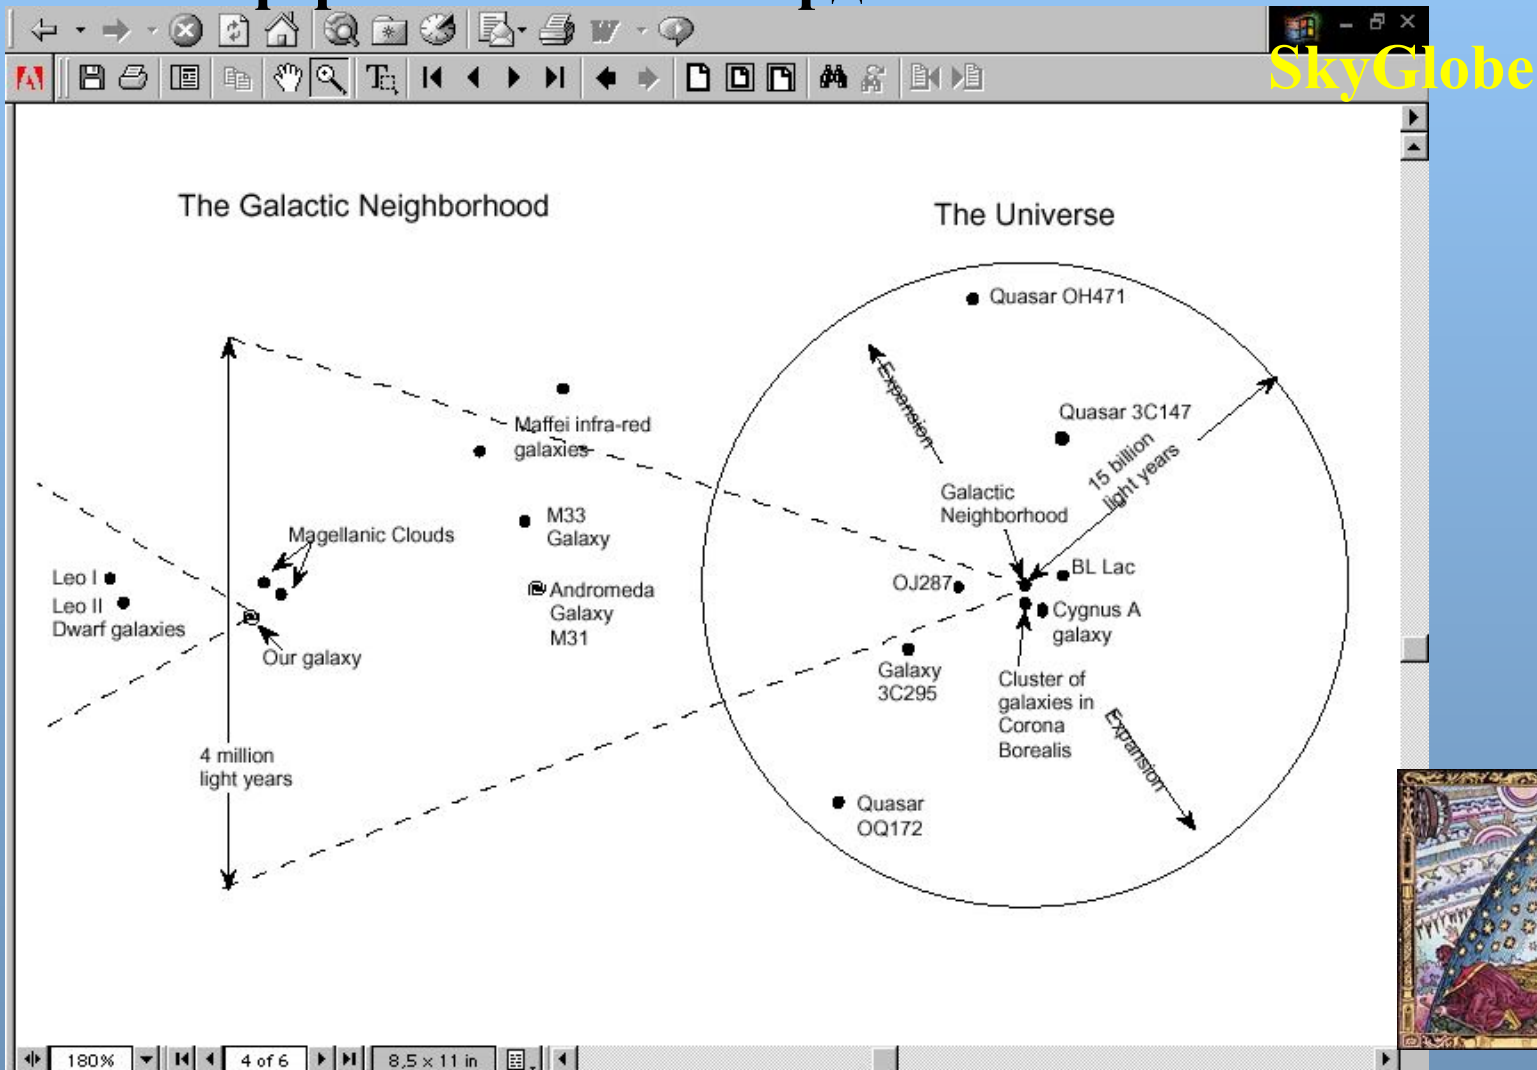 SkyGlobe
The Galactic Neighborhood
The Universe
Quasar OH471
Expansion
Maffei infra-red
galaxies
Quasar 3C147
15 billion
light years
Galactic
Neighborhood
M33
Galaxy
Magellanic Clouds
Leo I
Leo II
Dwarf galaxies
Andromeda
Galaxy
M31
OJ287
BL Lac
Cygnus A
galaxy
Our galaxy
Galaxy
3C295
Cluster of
galaxies in
Corona
Borealis
Expansion
4 million
light years
Quasar
OQ172
180%
4 of 6
8,5 x 11 in